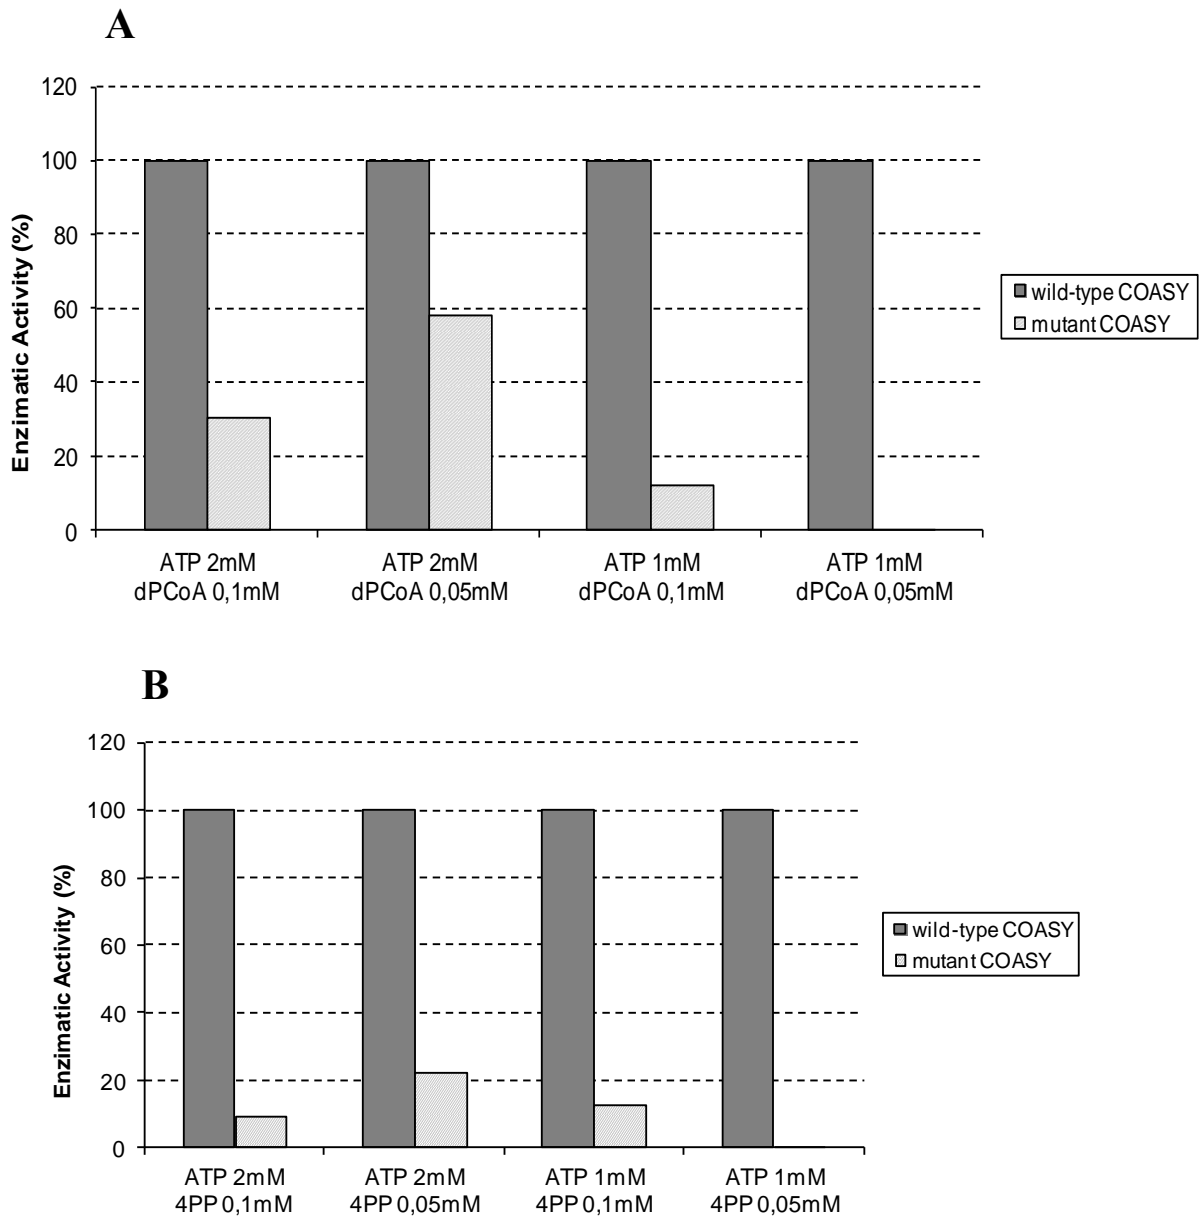 A
Enzimatic Activity (%)
120
100
80
60
40
20
0
ATP 2mM
dPCoA 0,1mM
ATP 2mM
dPCoA 0,05mM
ATP 1mM
dPCoA 0,1mM
ATP 1mM
dPCoA 0,05mM
wild-type COASY
mutant COASY
B
Enzimatic Activity (%)
120
100
80
60
40
20
0
ATP 2mM
4PP 0,1mM
ATP 2mM
4PP 0,05mM
ATP 1mM
4PP 0,1mM
ATP 1mM
4PP 0,05mM
wild-type COASY
mutant COASY